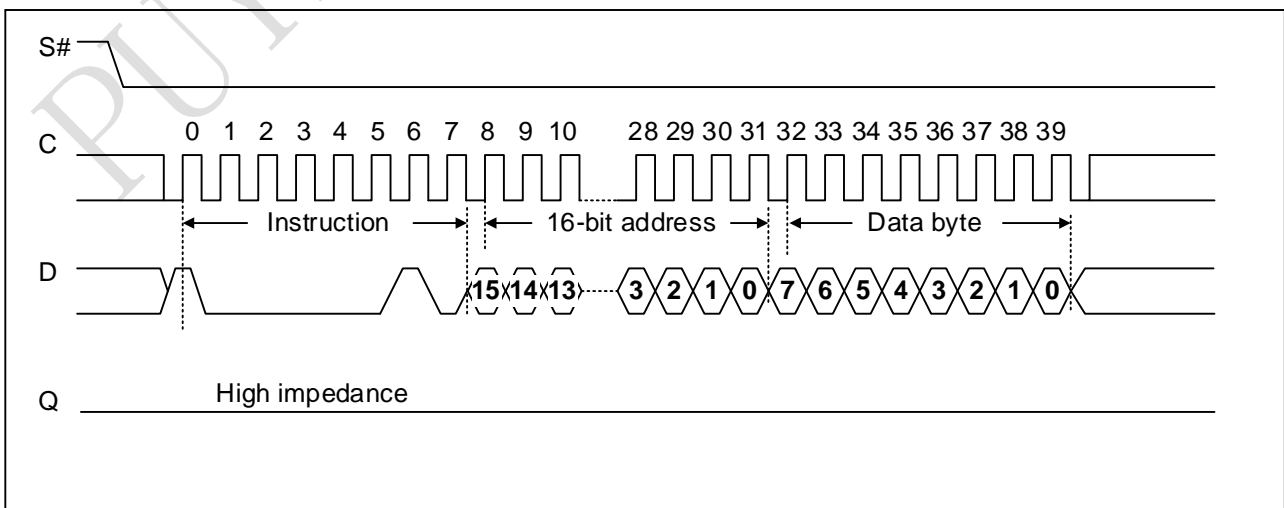 PUY
S#
C
0 1 2 3 4 5 6 7 8 9 10 28 29 30 31 32 33 34 35 36 37 38 39
Instruction 16-bit address Data byte
D
15 14 13 3 2 1 0 7 6 5 4 3 2 1 0
Q
High impedance